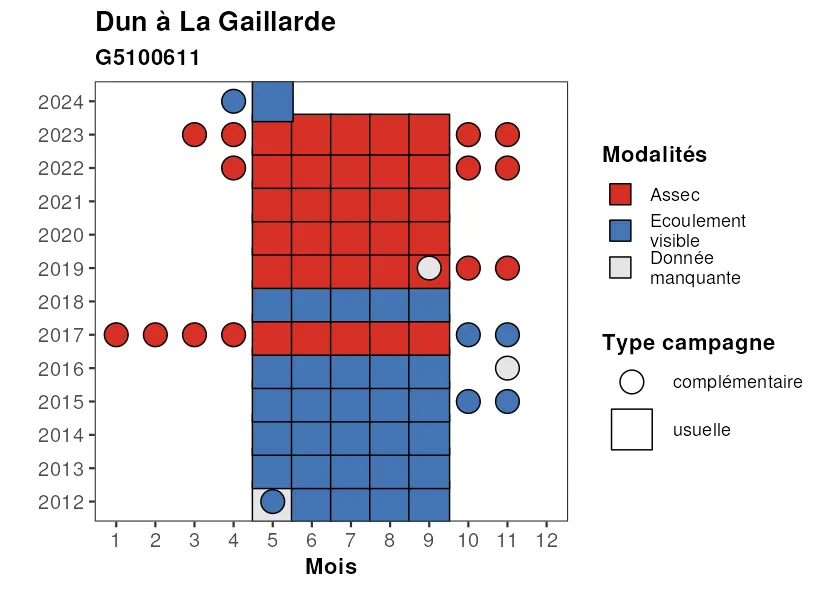 Dun à La Gaillarde
G5100611
2024
2023
2022
2021
2020
2019
2018
2017
2016
2015
2014
2013
2012
1 2 3 4 5 6 7 8 9 10 11 12
Mois
Modalités
Assec
Ecoulement
visible
Donnée
manquante
Type campagne
complémentaire
usuelle